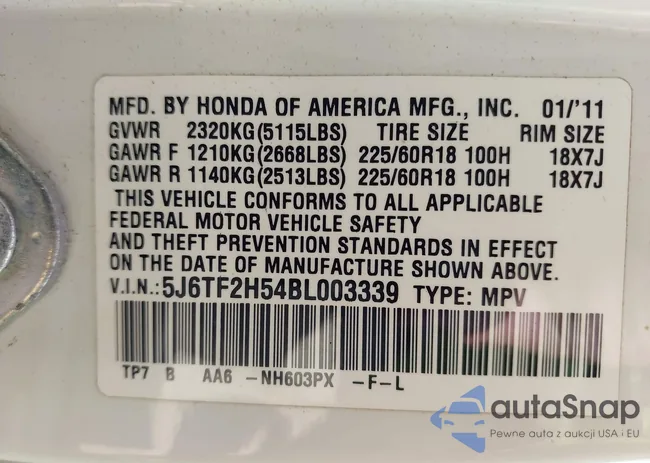 MFD. BY HONDA OF AMERICA MFG., INC. 01/'11
GVWR 2320KG(5115LBS) TIRE SIZE RIM SIZE
GAWR F 1210KG(2668LBS) 225/60R18 100H 18X7J
GAWR R 1140KG(2513LBS) 225/60R18 100H 18X7J
THIS VEHICLE CONFORMS TO ALL APPLICABLE
FEDERAL MOTOR VEHICLE SAFETY
AND THEFT PREVENTION STANDARDS IN EFFECT
ON THE DATE OF MANUFACTURE SHOWN ABOVE.
V.I.N.:5J6TF2H54BL003339 TYPE: MPV
TP7 B AA6 -NH603PX -F-L
autaSnap
Pewne auta z aukcji USA i EU